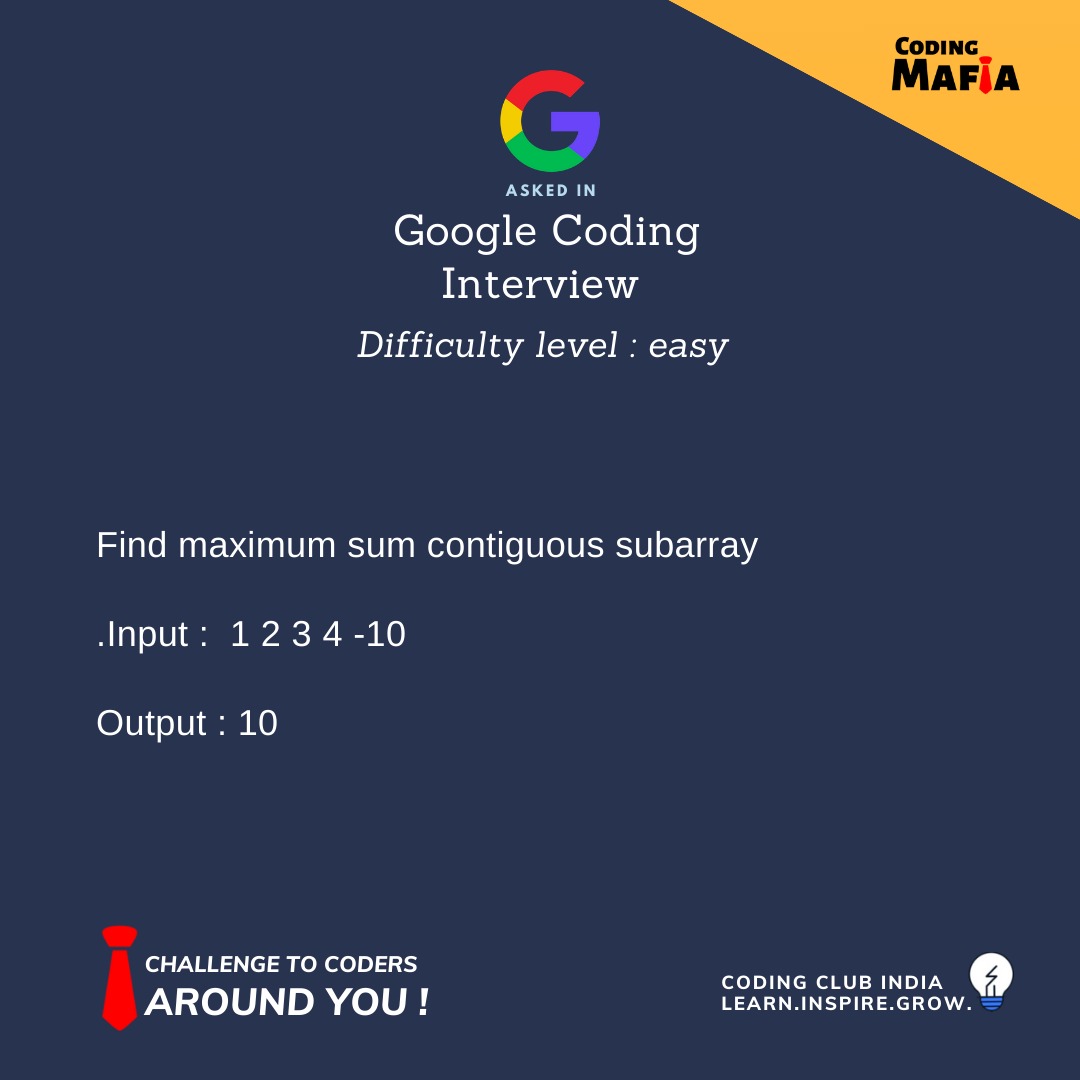 CODING
MAFIA
ASKED IN
Google Coding
Interview
Difficulty level : easy
Find maximum sum contiguous subarray
.Input :  1 2 3 4 -10
Output : 10
CHALLENGE TO CODERS
AROUND YOU !
CODING CLUB INDIA
LEARN.INSPIRE.GROW.